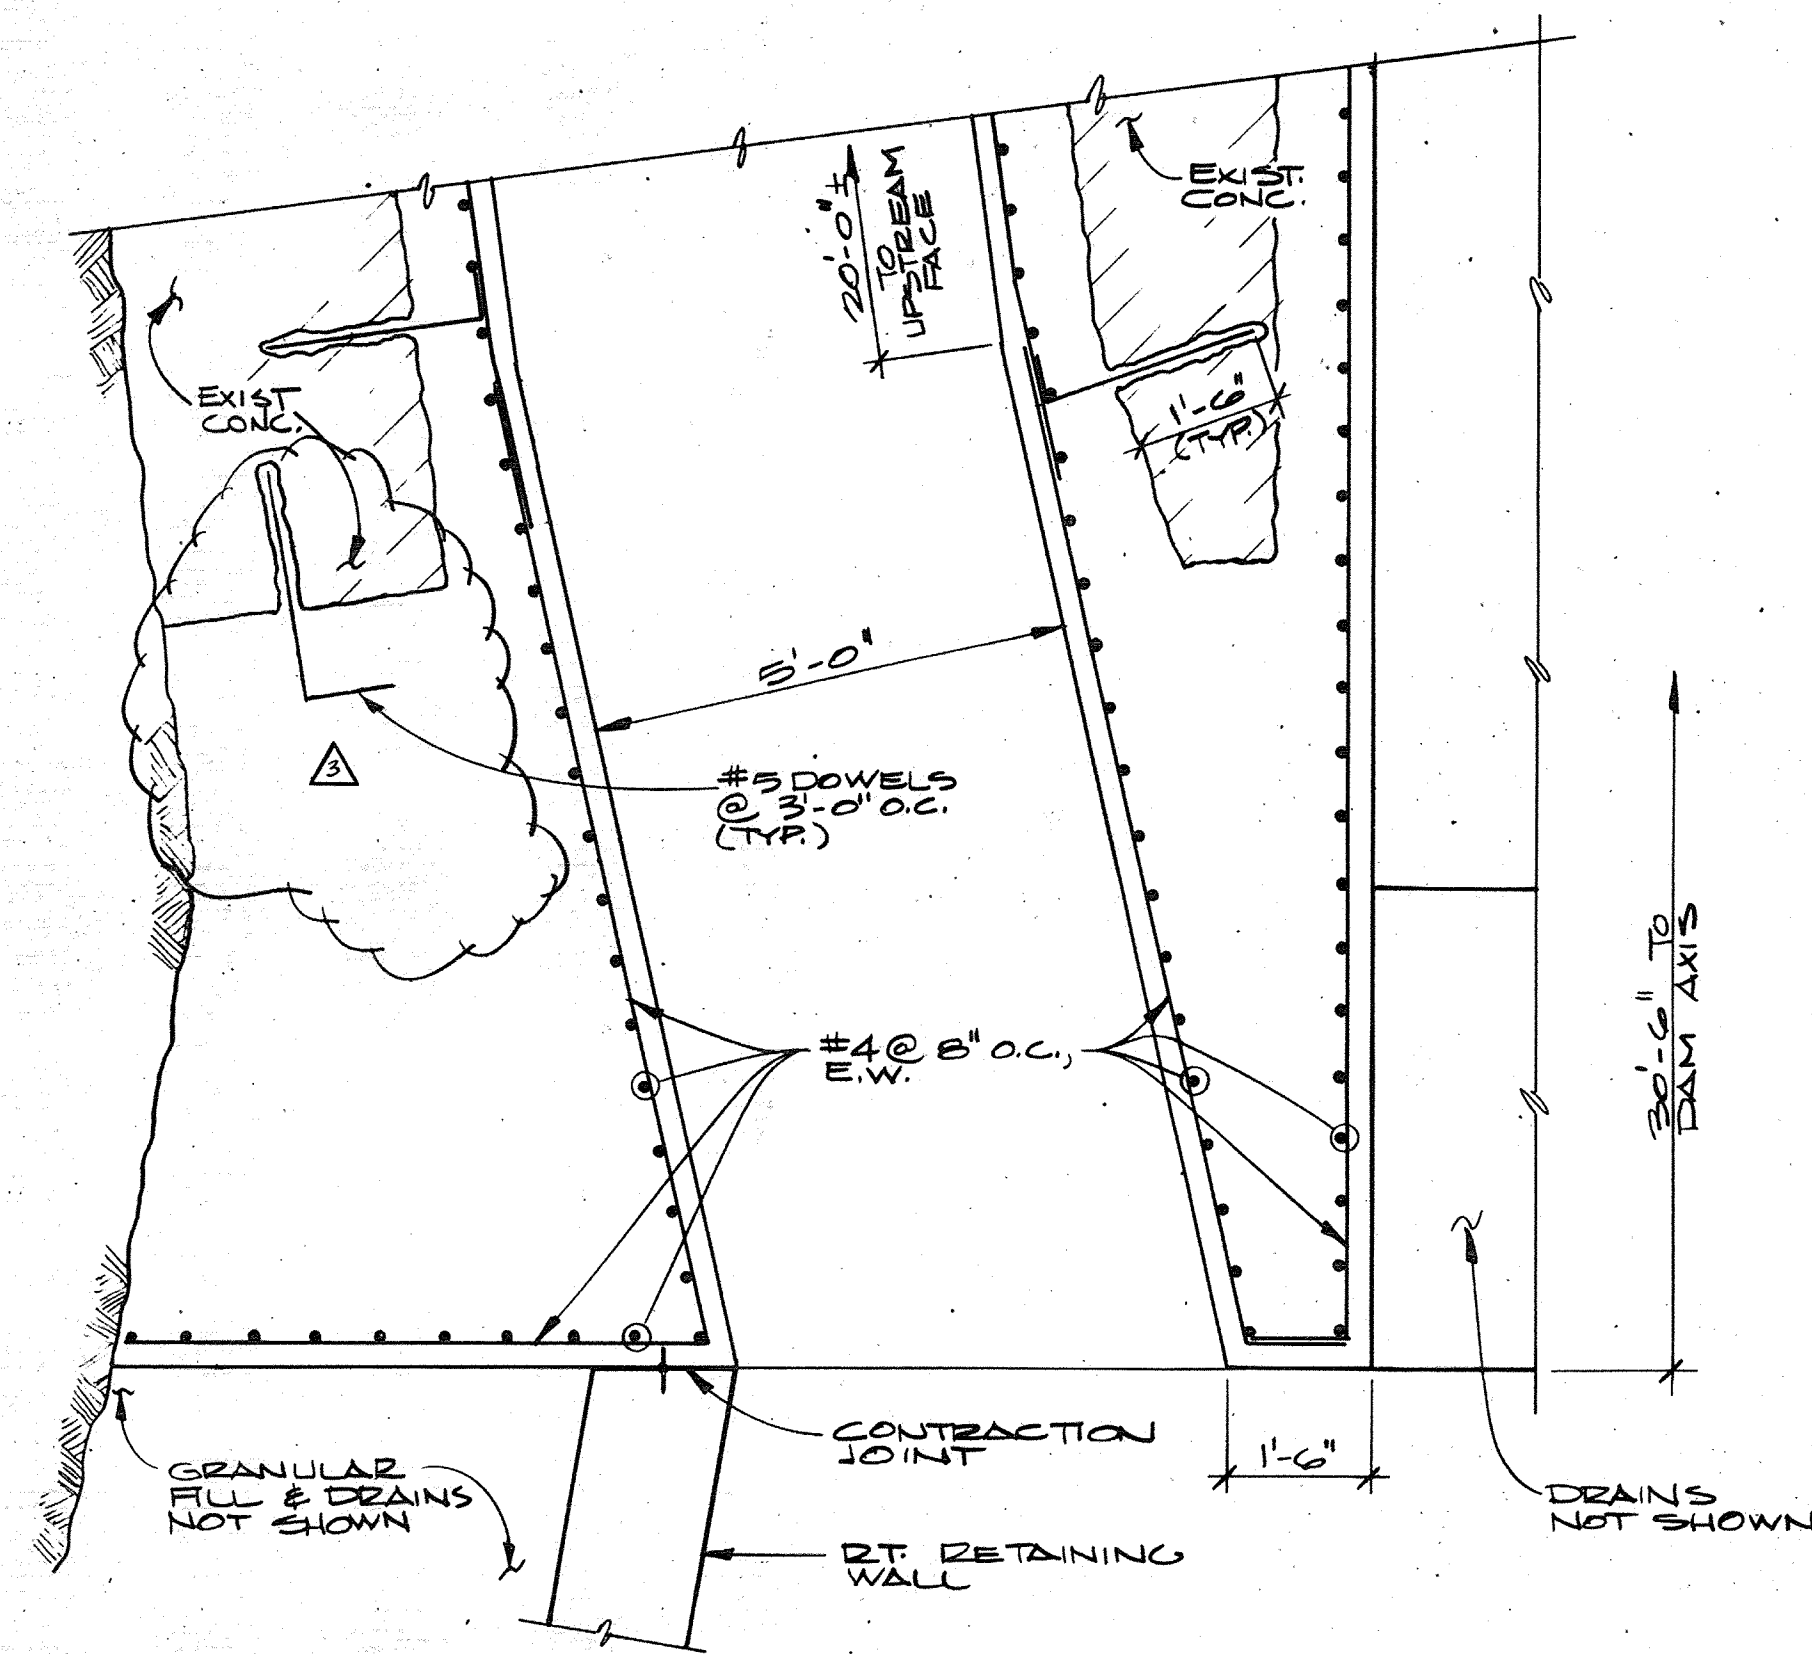 EXIST.
CONC.
20'-0" ±
TO
UPSTREAM
FACE
EXIST
CONC.
1'-6"
(TYP.)
5'-0"
3
#5 DOWELS
@ 3'-0" O.C.
(TYP.)
30'-6" TO
DAM AXIS
#4 @ 8" O.C.,
E.W.
CONTRACTION
JOINT
1'-6"
GRANULAR
FILL & DRAINS
NOT SHOWN
DRAINS
NOT SHOWN
RT. RETAINING
WALL